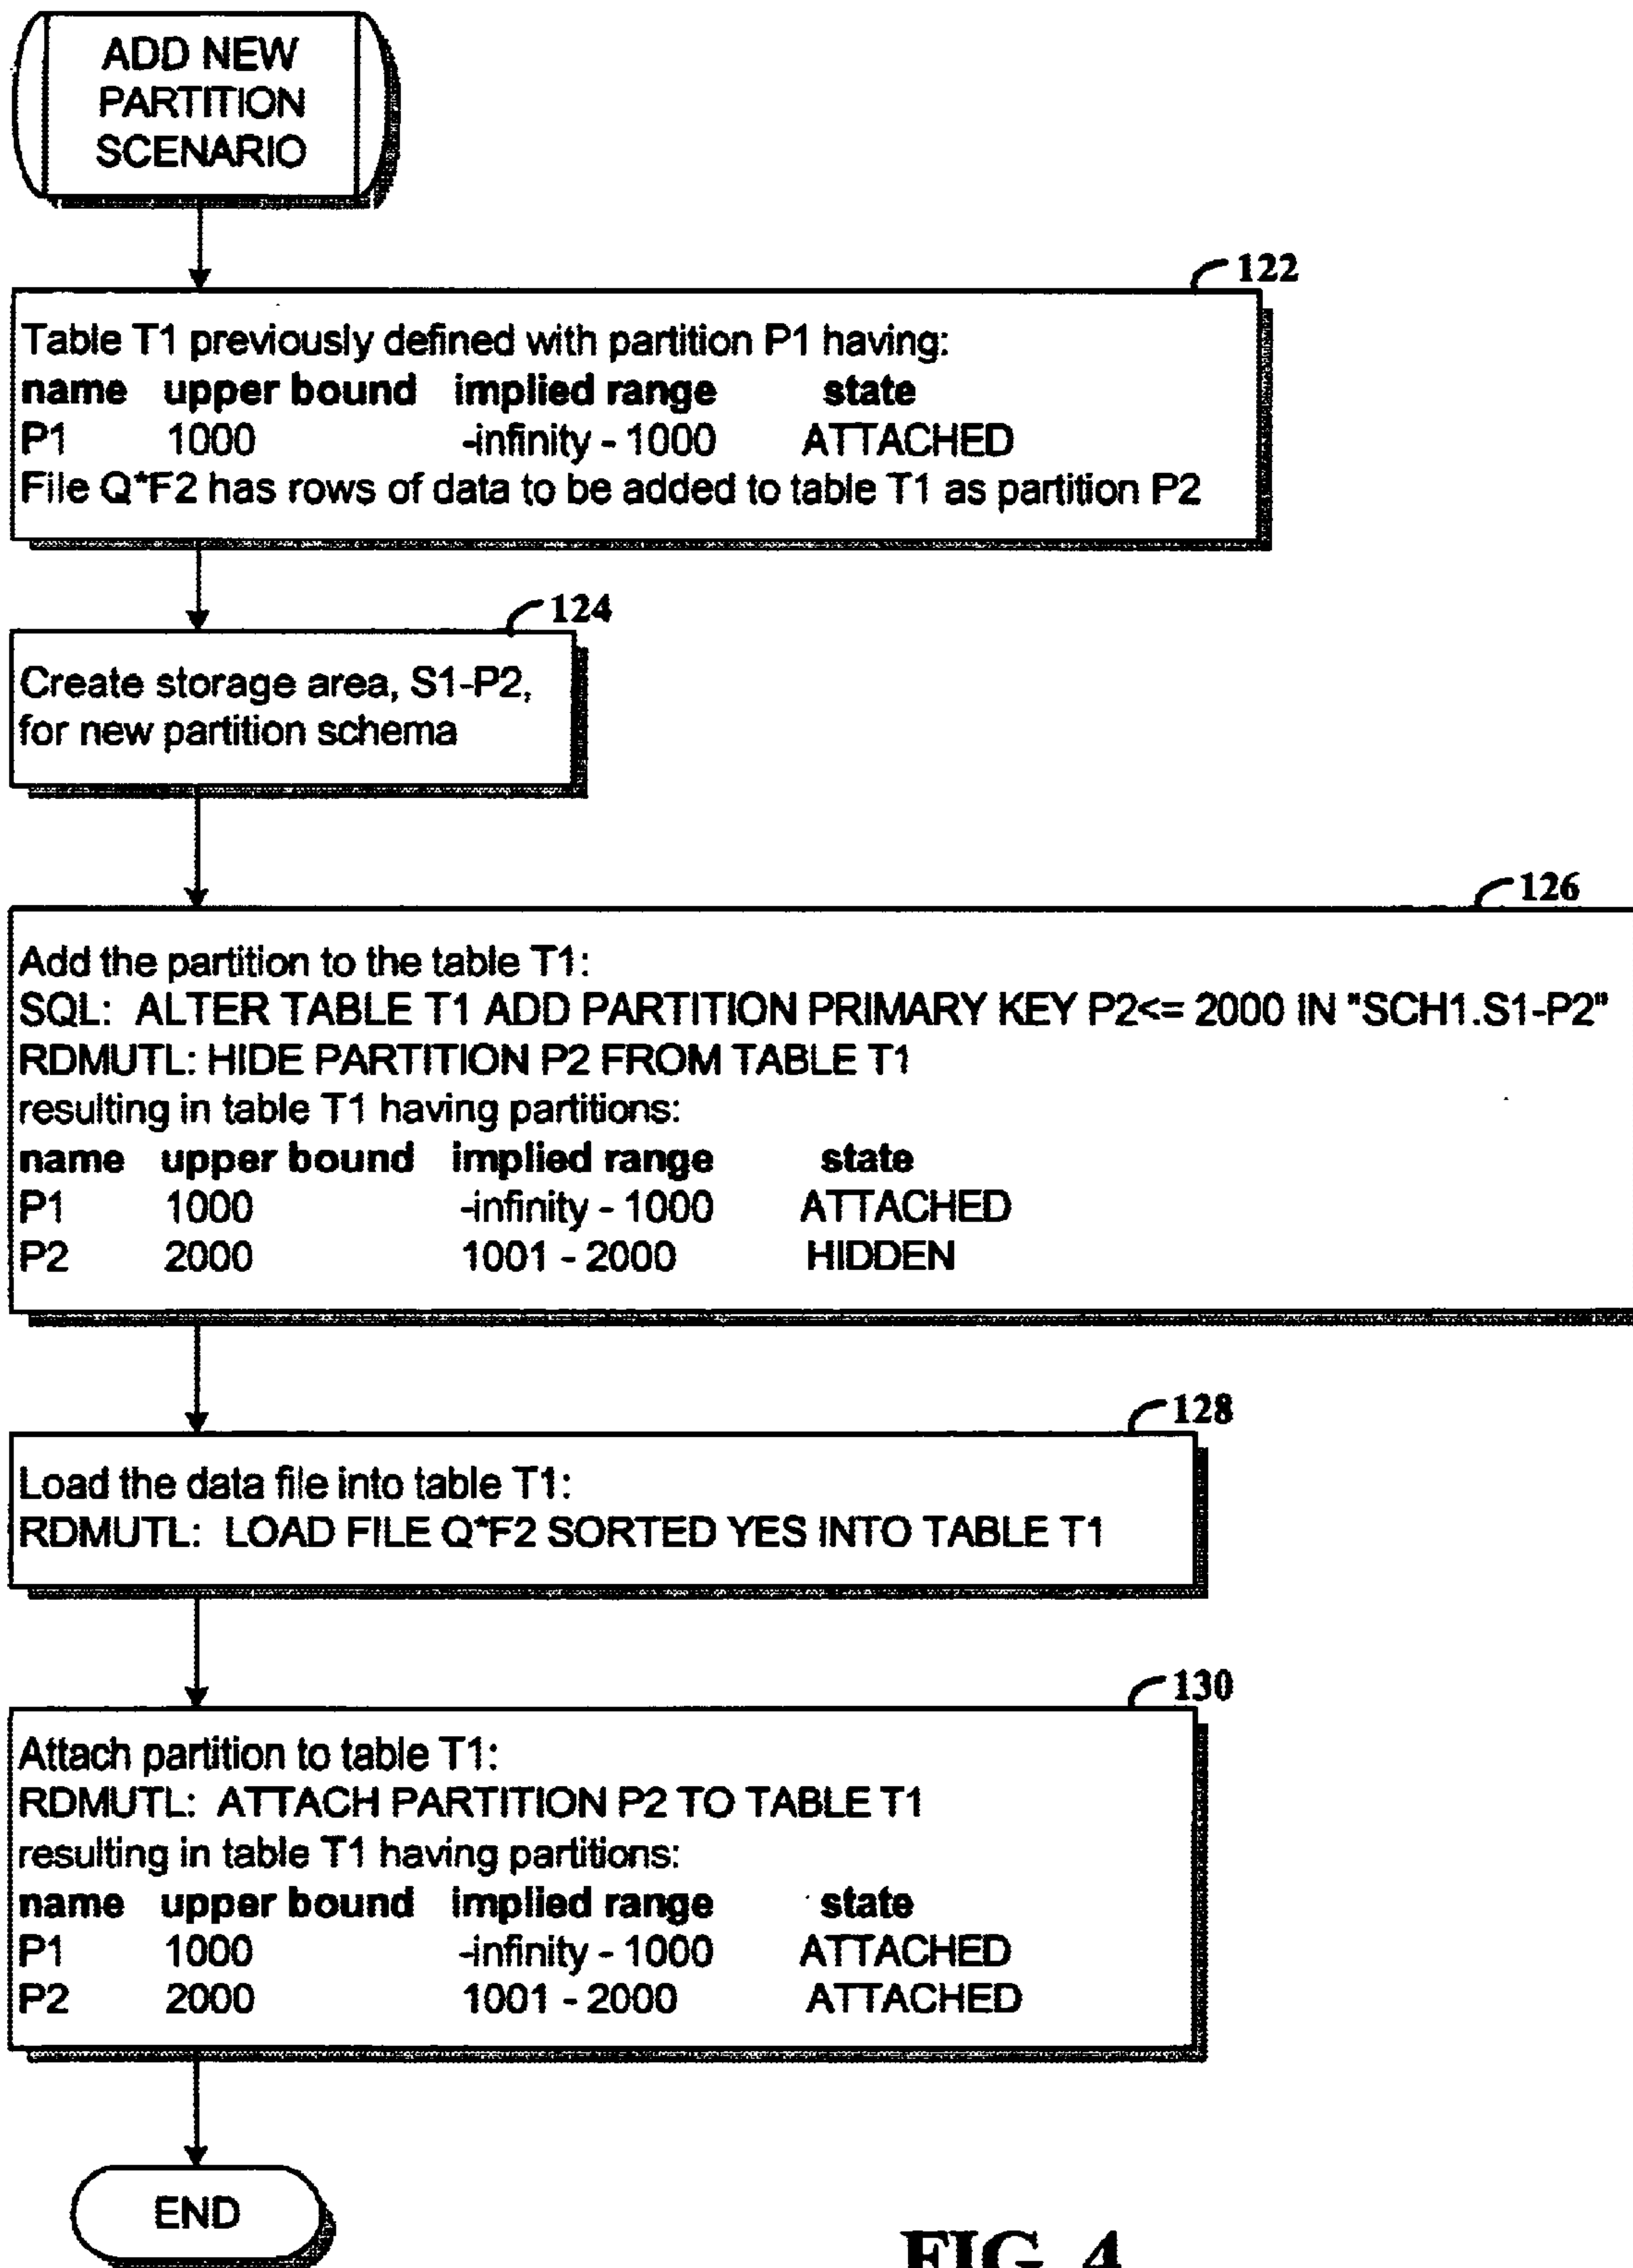 ADD NEW
PARTITION
SCENARIO
122
Table T1 previously defined with partition P1 having:
name upper bound implied range state
P1 1000 -infinity - 1000 ATTACHED
File Q*F2 has rows of data to be added to table T1 as partition P2
124
Create storage area, S1-P2,
for new partition schema
126
Add the partition to the table T1:
SQL: ALTER TABLE T1 ADD PARTITION PRIMARY KEY P2<= 2000 IN "SCH1.S1-P2"
RDMUTL: HIDE PARTITION P2 FROM TABLE T1
resulting in table T1 having partitions:
name upper bound implied range state
P1 1000 -infinity - 1000 ATTACHED
P2 2000 1001 - 2000 HIDDEN
128
Load the data file into table T1:
RDMUTL: LOAD FILE Q*F2 SORTED YES INTO TABLE T1
130
Attach partition to table T1:
RDMUTL: ATTACH PARTITION P2 TO TABLE T1
resulting in table T1 having partitions:
name upper bound implied range state
P1 1000 -infinity - 1000 ATTACHED
P2 2000 1001 - 2000 ATTACHED
END
FIG. 4